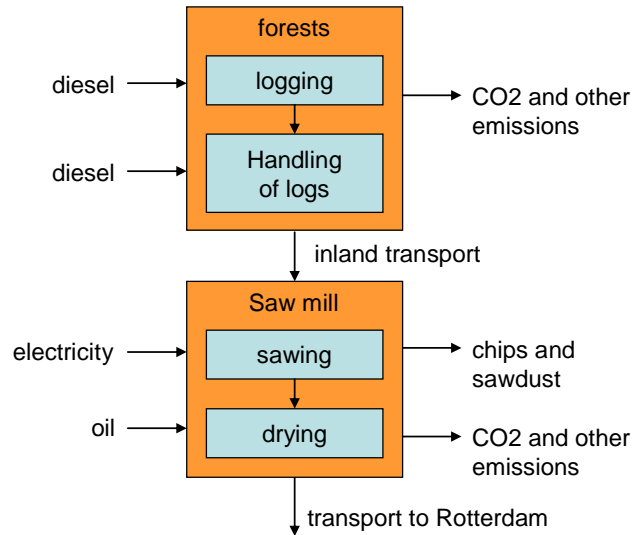 forests
diesel
logging
CO2 and other
emissions
diesel
Handling
of logs
inland transport
Saw mill
electricity
sawing
chips and
sawdust
oil
drying
CO2 and other
emissions
transport to Rotterdam